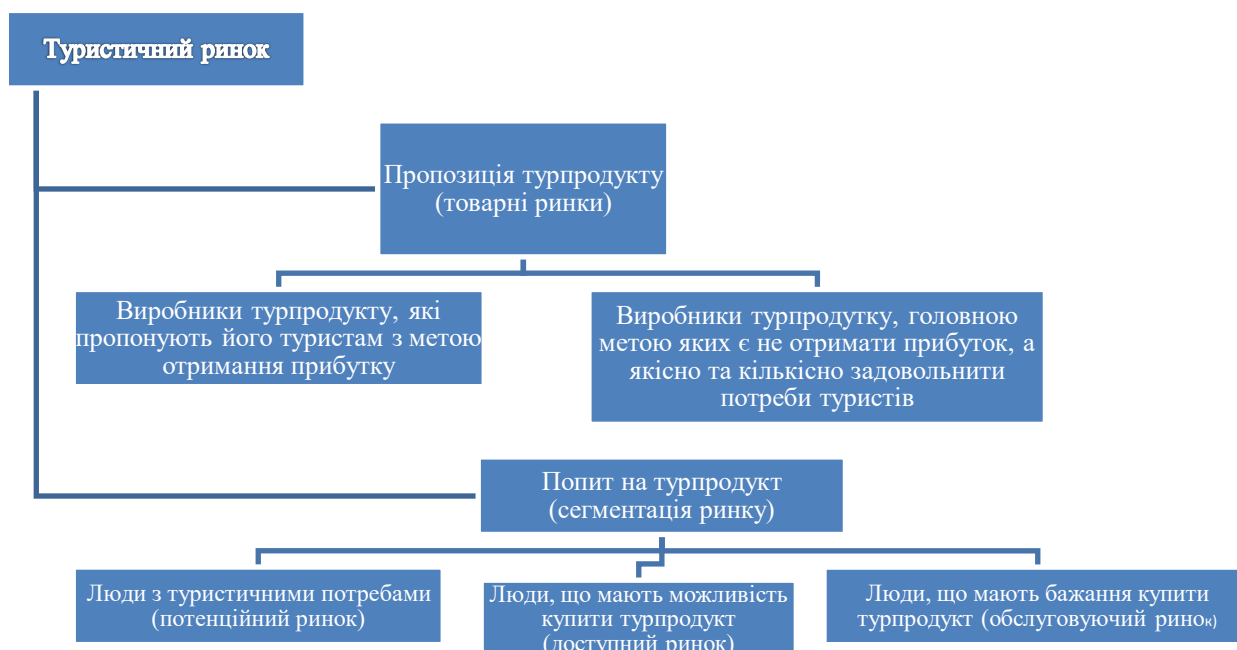 Туристичний ринок
Пропозиція турпродукту
(товарні ринки)
Виробники турпродукту, які
пропонують його туристам з метою
отримання прибутку
Виробники турпродутку, головною
метою яких є не отримати прибуток, а
якісно та кількісно задовольнити
потреби туристів
Попит на турпродукт
(сегментація ринку)
Люди з туристичними потребами
(потенційний ринок)
Люди, що мають можливість
купити турпродукт
(доступний ринок)
Люди, що мають бажання купити
турпродукт (обслуговуючий ринок)